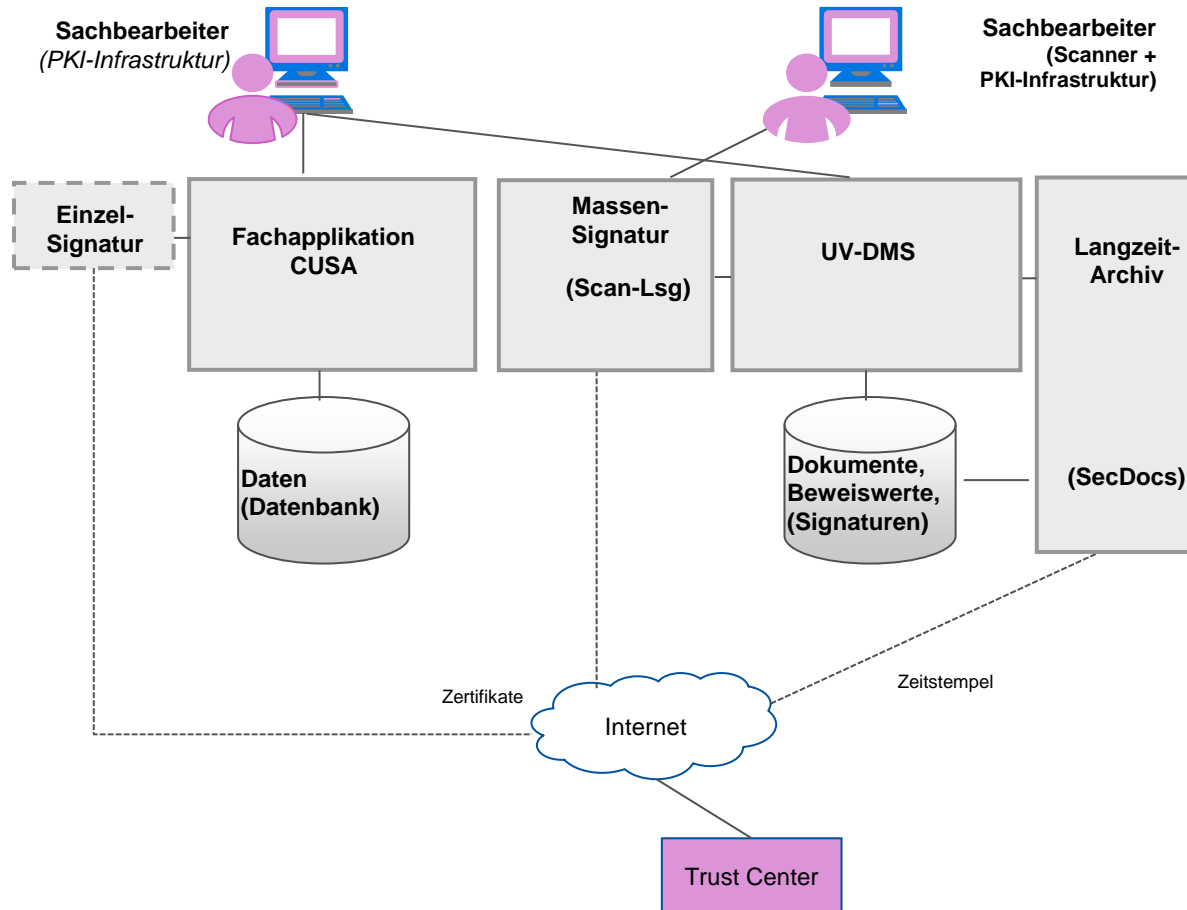 Sachbearbeiter
(PKI-Infrastruktur)
Sachbearbeiter
(Scanner +
PKI-Infrastruktur)
Einzel-
Signatur
Fachapplikation
CUSA
Massen-
Signatur
(Scan-Lsg)
UV-DMS
Langzeit-
Archiv
(SecDocs)
Daten
(Datenbank)
Dokumente,
Beweiswerte,
(Signaturen)
Zertifikate
Internet
Zeitstempel
Trust Center